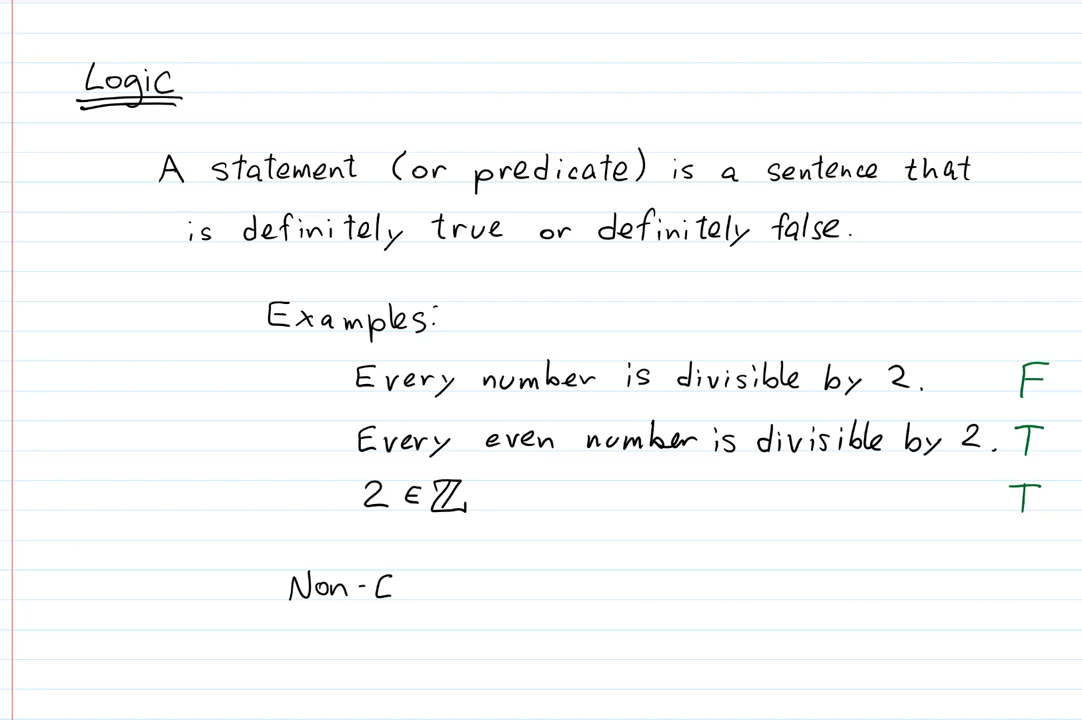 Logic
A statement (or predicate) is a sentence that
is definitely true or definitely false.
Examples:
Every number is divisible by 2. F
Every even number is divisible by 2. T
2 ∈ ℤ T
Non-C